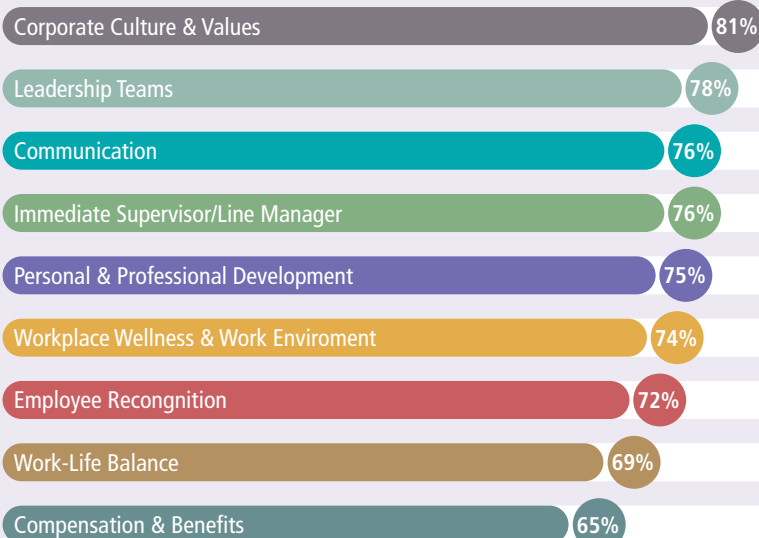 Corporate Culture & Values 81%
Leadership Teams 78%
Communication 76%
Immediate Supervisor/Line Manager 76%
Personal & Professional Development 75%
Workplace Wellness & Work Enviroment 74%
Employee Recongnition 72%
Work-Life Balance 69%
Compensation & Benefits 65%